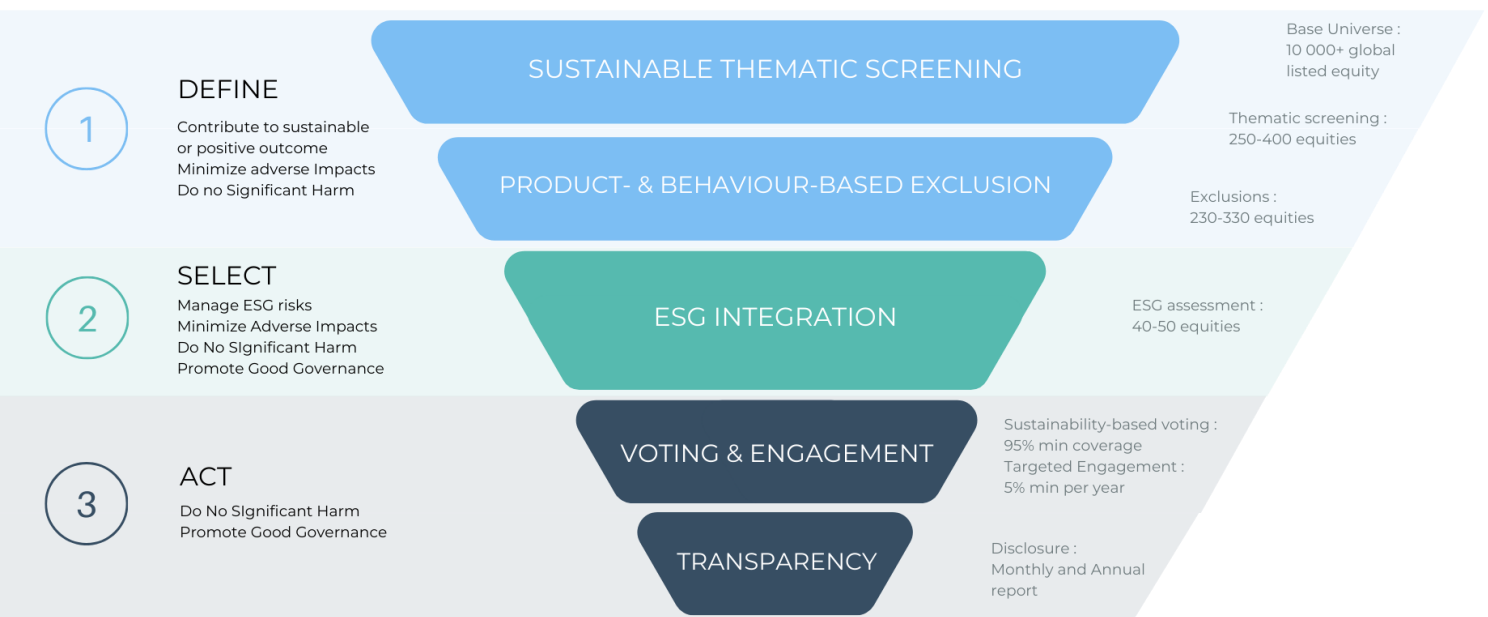 1
DEFINE
Contribute to sustainable
or positive outcome
Minimize adverse Impacts
Do no Significant Harm
SUSTAINABLE THEMATIC SCREENING
PRODUCT- & BEHAVIOUR-BASED EXCLUSION
Base Universe :
10 000+ global
listed equity
Thematic screening :
250-400 equities
Exclusions :
230-330 equities
2
SELECT
Manage ESG risks
Minimize Adverse Impacts
Do No SIgnificant Harm
Promote Good Governance
ESG INTEGRATION
ESG assessment :
40-50 equities
3
ACT
Do No SIgnificant Harm
Promote Good Governance
VOTING & ENGAGEMENT
Sustainability-based voting :
95% min coverage
Targeted Engagement :
5% min per year
TRANSPARENCY
Disclosure :
Monthly and Annual
report